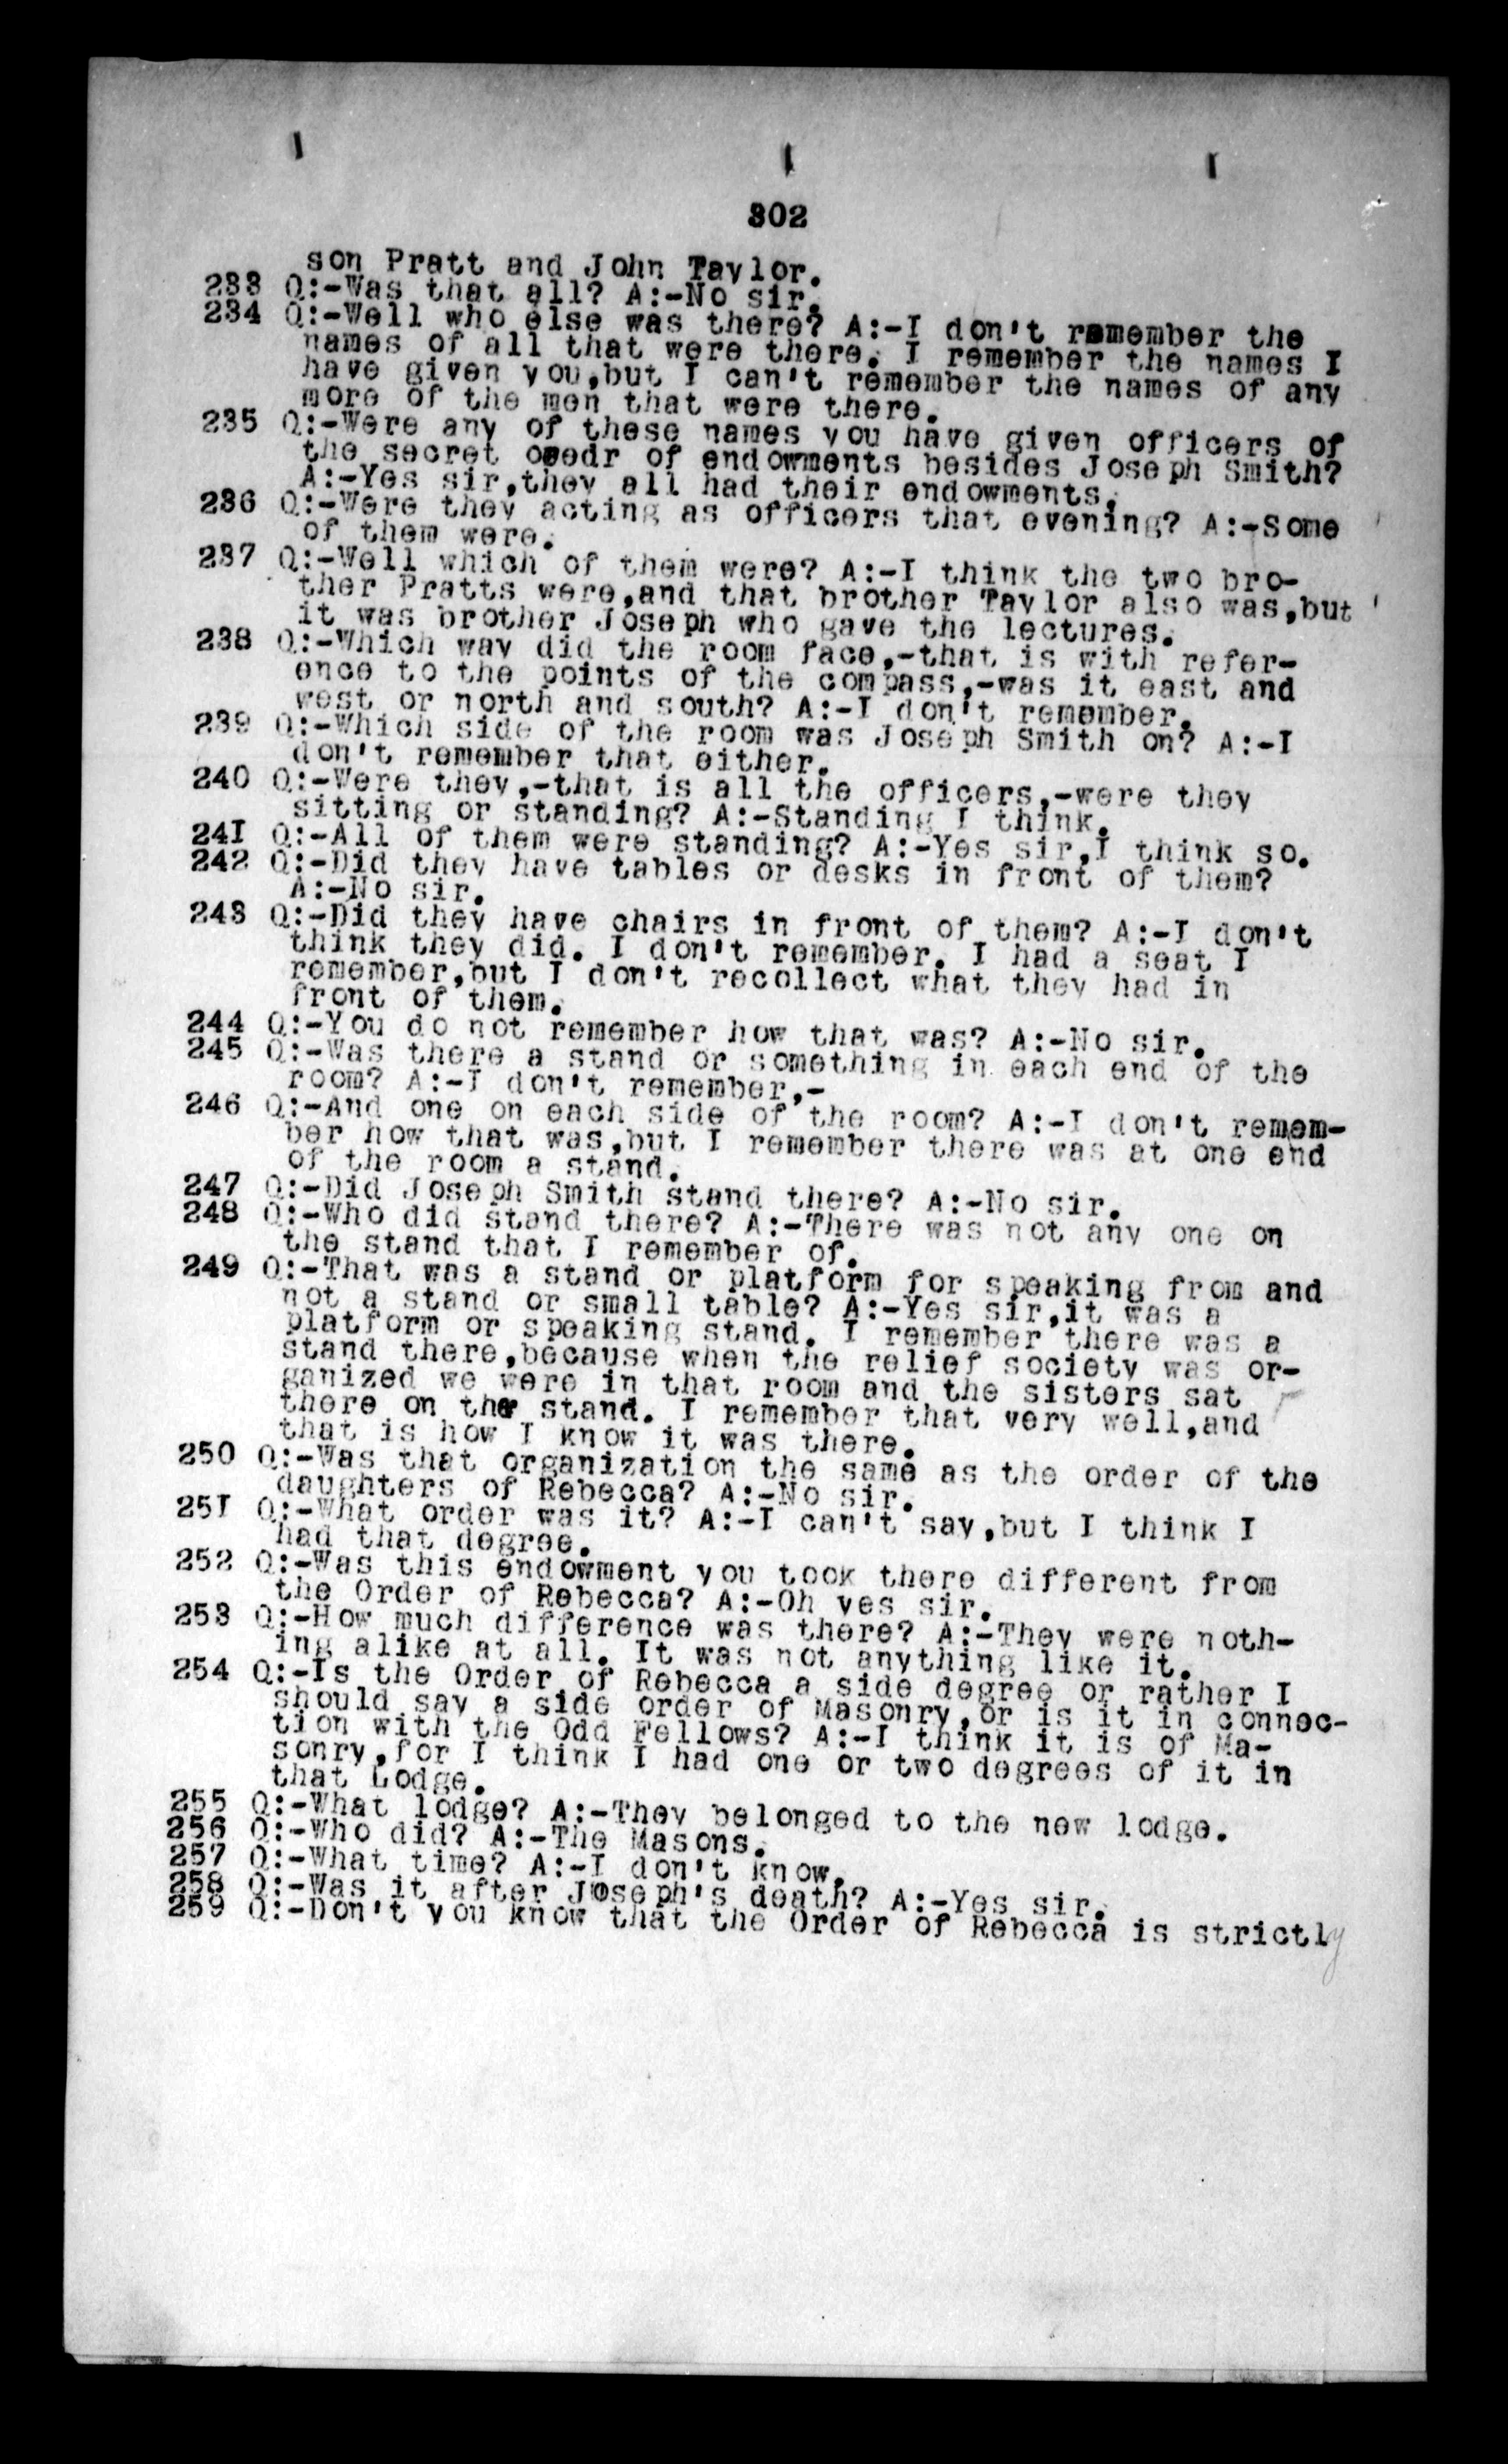 302
son Pratt and John Taylor.
233 Q:-Was that all? A:-No sir.
234 Q:-Well who else was there? A:-I don't remember the
names of all that were there. I remember the names I
have given you,but I can't remember the names of any
more of the men that were there.
235 Q:-Were any of these names you have given officers of
the secret oredr of endowments besides Joseph Smith?
A:-Yes sir,they all had their endowments.
236 Q:-Were they acting as officers that evening? A:-Some
of them were.
237 Q:-Well which of them were? A:-I think the two bro-
ther Pratts were,and that brother Taylor also was,but
it was brother Joseph who gave the lectures.
238 Q:-Which way did the room face,-that is with refer-
ence to the points of the compass,-was it east and
west or north and south? A:-I don't remember.
239 Q:-Which side of the room was Joseph Smith on? A:-I
don't remember that either.
240 Q:-Were they,-that is all the officers,-were they
sitting or standing? A:-Standing I think.
241 Q:-All of them were standing? A:-Yes sir,I think so.
242 Q:-Did they have tables or desks in front of them?
A:-No sir.
243 Q:-Did they have chairs in front of them? A:-I don't
think they did. I don't remember. I had a seat I
remember,but I don't recollect what they had in
front of them.
244 Q:-You do not remember how that was? A:-No sir.
245 Q:-Was there a stand or something in each end of the
room? A:-I don't remember,-
246 Q:-And one on each side of the room? A:-I don't remem-
ber how that was,but I remember there was at one end
of the room a stand.
247 Q:-Did Joseph Smith stand there? A:-No sir.
248 Q:-Who did stand there? A:-There was not any one on
the stand that I remember of.
249 Q:-That was a stand or platform for speaking from and
not a stand or small table? A:-Yes sir,it was a
platform or speaking stand. I remember there was a
stand there,because when the relief society was or-
ganized we were in that room and the sisters sat
there on the stand. I remember that very well,and
that is how I know it was there.
250 Q:-Was that organization the same as the order of the
daughters of Rebecca? A:-No sir.
251 Q:-What order was it? A:-I can't say,but I think I
had that degree.
252 Q:-Was this endowment you took there different from
the Order of Rebecca? A:-Oh yes sir.
253 Q:-How much difference was there? A:-They were noth-
ing alike at all. It was not anything like it.
254 Q:-Is the Order of Rebecca a side degree or rather I
should say a side order of Masonry,or is it in connec-
tion with the Odd Fellows? A:-I think it is of Ma-
sonry,for I think I had one or two degrees of it in
that Lodge.
255 Q:-What lodge? A:-They belonged to the new lodge.
256 Q:-Who did? A:-The Masons.
257 Q:-What time? A:-I don't know.
258 Q:-Was it after Joseph's death? A:-Yes sir.
259 Q:-Don't you know that the Order of Rebecca is strictly